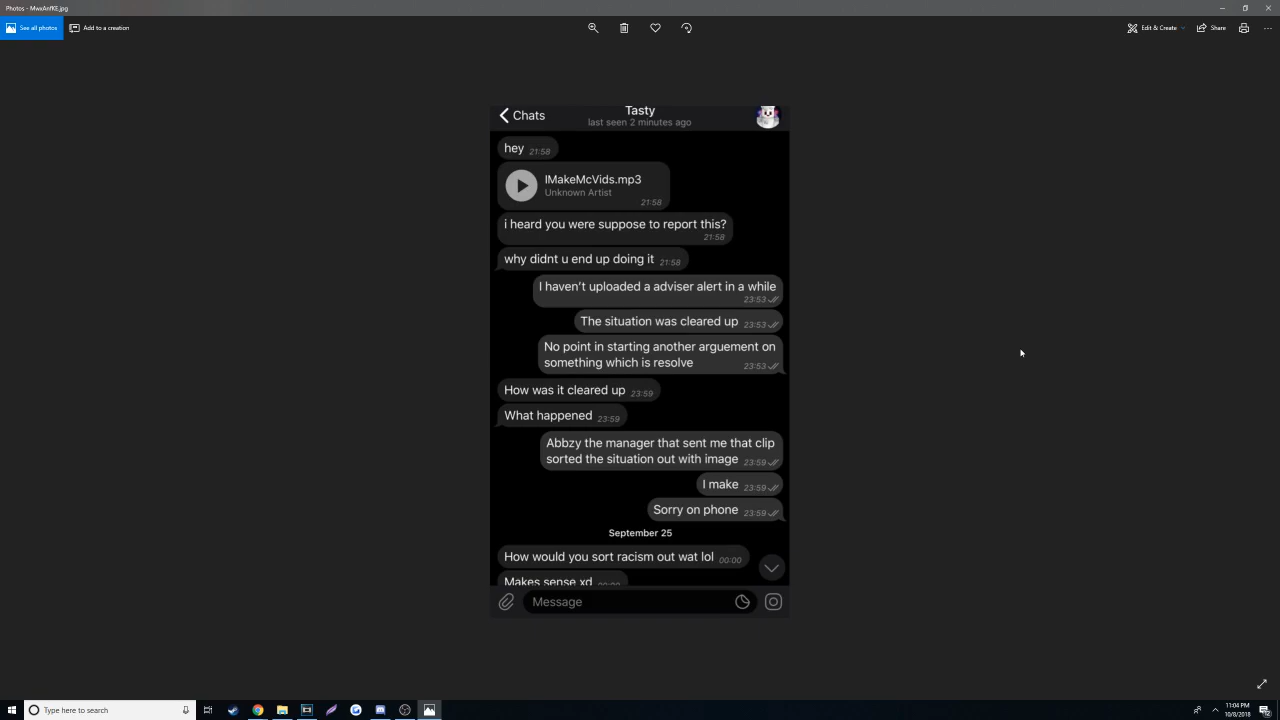 Photos - MwxAnfKE.jpg
See all photos
Add to a creation
Edit & Create
Share
Chats
Tasty
last seen 2 minutes ago
hey 21:58
IMakeMcVids.mp3
Unknown Artist
21:58
i heard you were suppose to report this?
21:58
why didnt u end up doing it 21:58
I haven't uploaded a adviser alert in a while
23:53
The situation was cleared up 23:53
No point in starting another arguement on
something which is resolve 23:53
How was it cleared up 23:59
What happened 23:59
Abbzy the manager that sent me that clip
sorted the situation out with image 23:59
I make 23:59
Sorry on phone 23:59
September 25
How would you sort racism out wat lol 00:00
Makes sense xd 00:00
Message
Type here to search
11:04 PM
10/8/2018